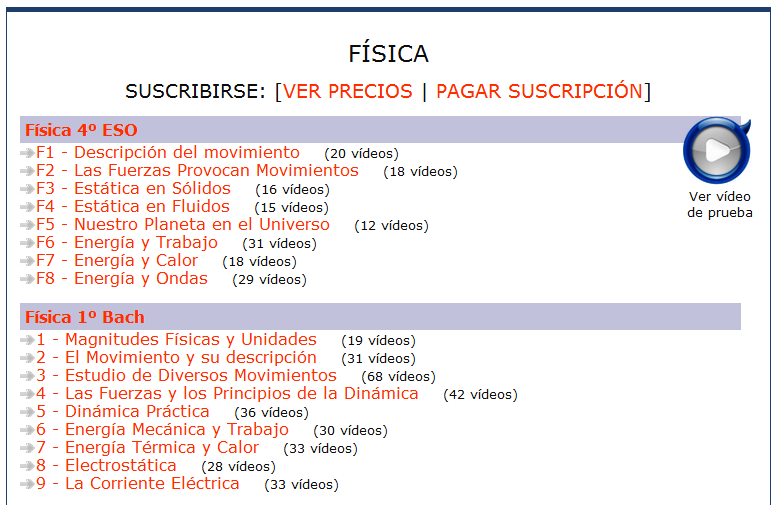 FÍSICA
SUSCRIBIRSE: [VER PRECIOS | PAGAR SUSCRIPCIÓN]
Física 4º ESO
F1 - Descripción del movimiento (20 vídeos)
F2 - Las Fuerzas Provocan Movimientos (18 vídeos)
F3 - Estática en Sólidos (16 vídeos)
F4 - Estática en Fluidos (15 vídeos)
F5 - Nuestro Planeta en el Universo (12 vídeos)
F6 - Energía y Trabajo (31 vídeos)
F7 - Energía y Calor (18 vídeos)
F8 - Energía y Ondas (29 vídeos)
Ver vídeo
de prueba
Física 1º Bach
1 - Magnitudes Físicas y Unidades (19 vídeos)
2 - El Movimiento y su descripción (31 vídeos)
3 - Estudio de Diversos Movimientos (68 vídeos)
4 - Las Fuerzas y los Principios de la Dinámica (42 vídeos)
5 - Dinámica Práctica (36 vídeos)
6 - Energía Mecánica y Trabajo (30 vídeos)
7 - Energía Térmica y Calor (33 vídeos)
8 - Electrostática (28 vídeos)
9 - La Corriente Eléctrica (33 vídeos)